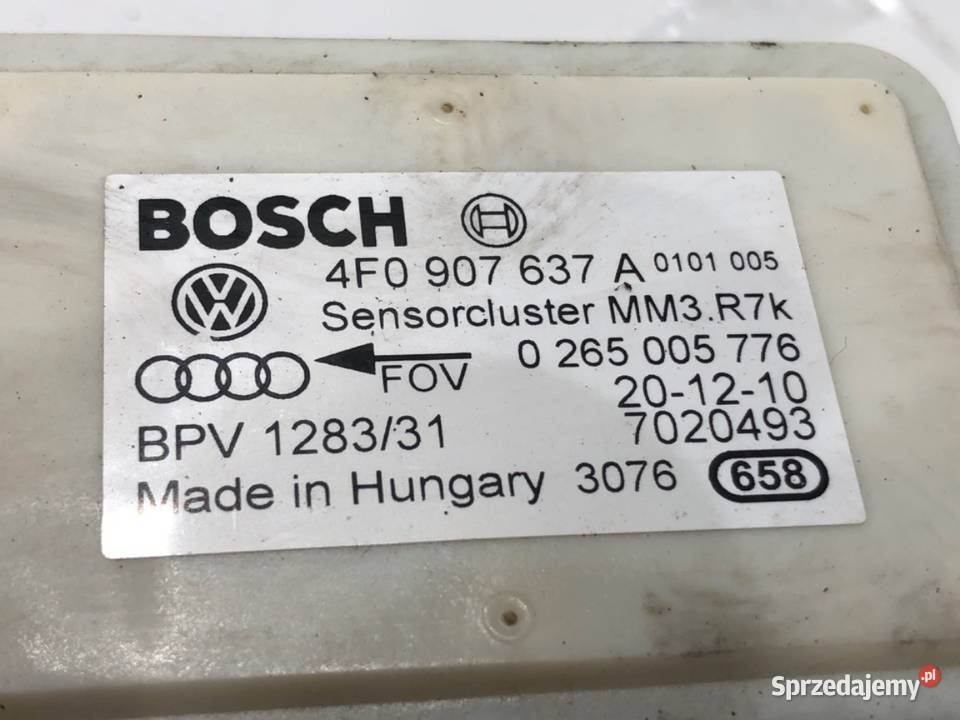 BOSCH
4F0 907 637 A 0101 005
Sensorcluster MM3.R7k
0 265 005 776
FOV
20-12-10
BPV 1283/31 7020493
Made in Hungary 3076 658
Sprzedajemy.pl